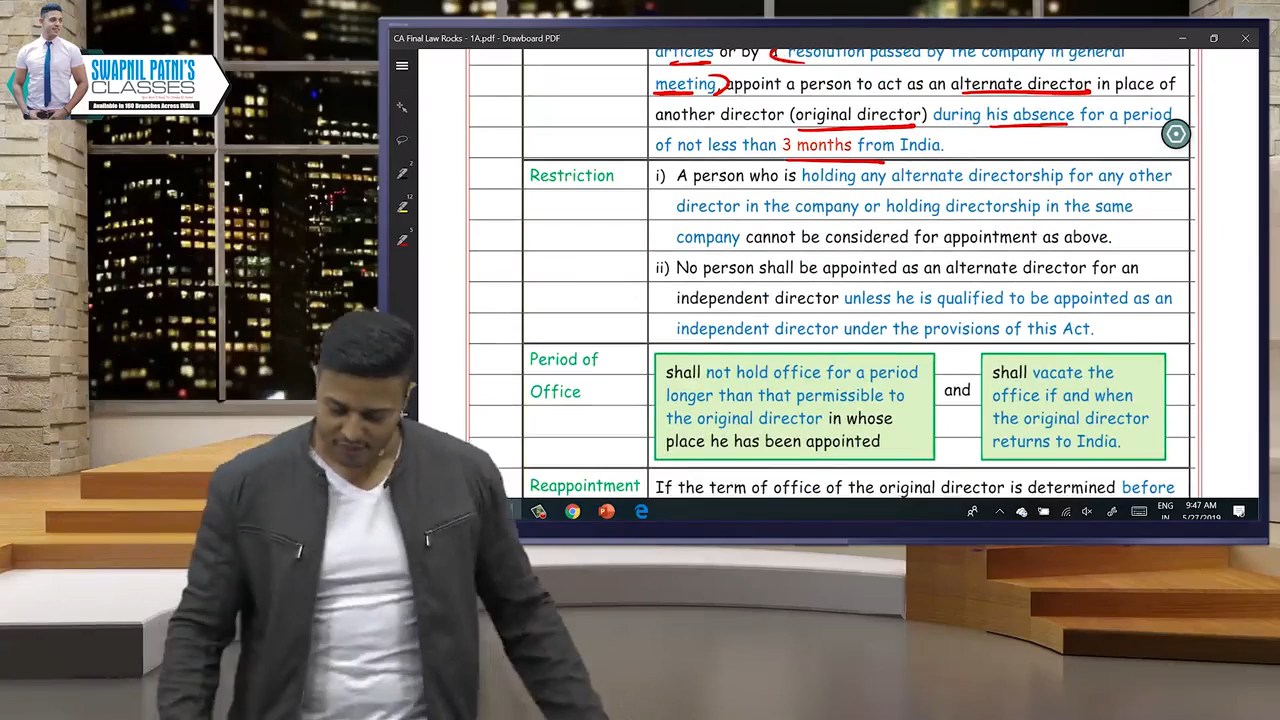 SWAPNIL PATNI'S
CLASSES
Available in 160 Branches Across INDIA
CA Final Law Rocks - 1A.pdf - Drawboard PDF
articles or by resolution passed by the company in general
meeting, appoint a person to act as an alternate director in place of
another director (original director) during his absence for a period
of not less than 3 months from India.
Restriction
i) A person who is holding any alternate directorship for any other
director in the company or holding directorship in the same
company cannot be considered for appointment as above.
ii) No person shall be appointed as an alternate director for an
independent director unless he is qualified to be appointed as an
independent director under the provisions of this Act.
Period of
Office
shall not hold office for a period
longer than that permissible to
the original director in whose
place he has been appointed
and
shall vacate the
office if and when
the original director
returns to India.
Reappointment
If the term of office of the original director is determined before
ENG
IN
9:47 AM
5/27/2019
2
12
5